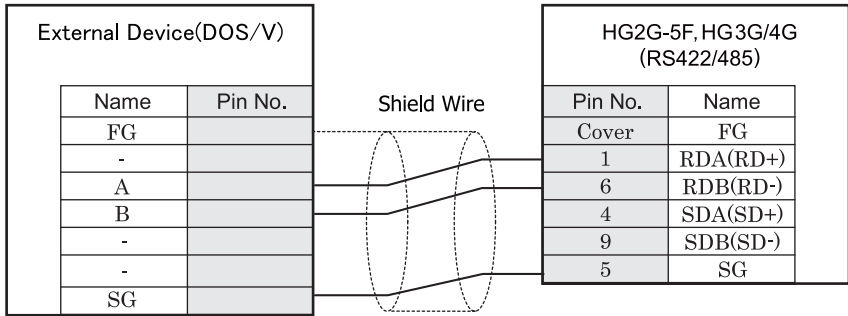 External Device(DOS/V)
HG2G-5F, HG3G/4G
(RS422/485)
Name Pin No. Shield Wire Pin No. Name
FG Cover FG
- 1 RDA(RD+)
A 6 RDB(RD-)
B 4 SDA(SD+)
- 9 SDB(SD-)
- 5 SG
SG